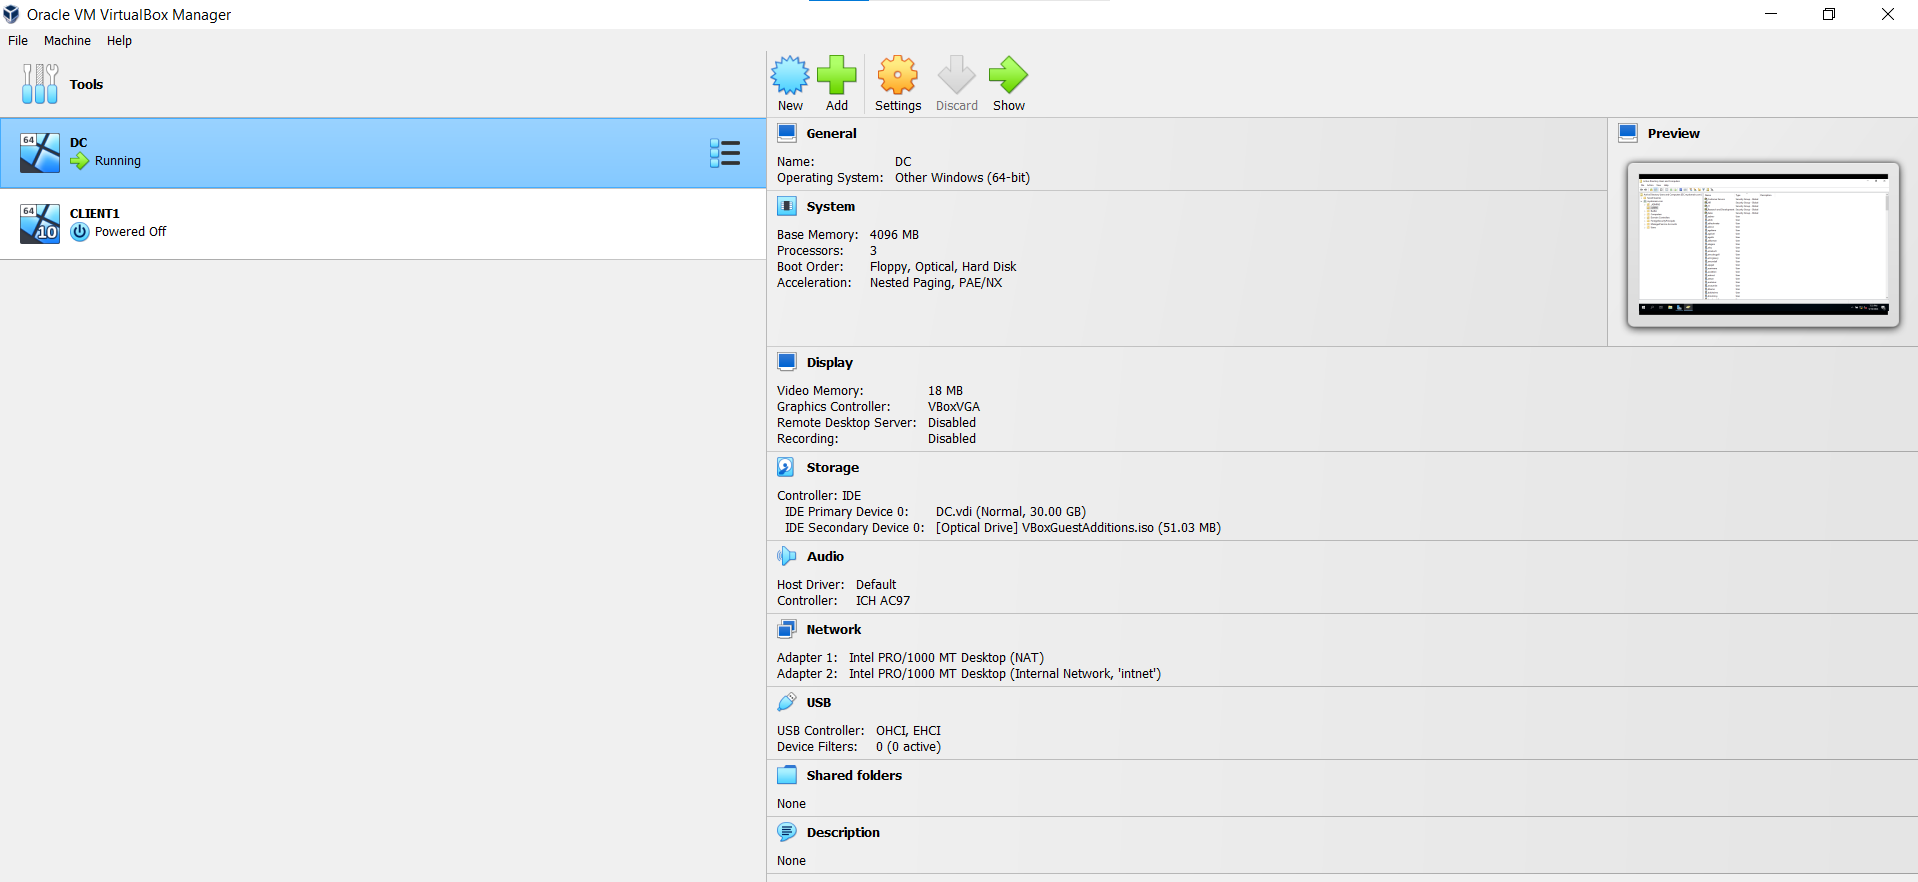 Oracle VM VirtualBox Manager
File Machine Help
Tools
New Add Settings Discard Show
64
DC
Running
64
10
CLIENT1
Powered Off
General
Name: DC
Operating System: Other Windows (64-bit)
System
Base Memory: 4096 MB
Processors: 3
Boot Order: Floppy, Optical, Hard Disk
Acceleration: Nested Paging, PAE/NX
Preview
Display
Video Memory: 18 MB
Graphics Controller: VBoxVGA
Remote Desktop Server: Disabled
Recording: Disabled
Storage
Controller: IDE
IDE Primary Device 0: DC.vdi (Normal, 30.00 GB)
IDE Secondary Device 0: [Optical Drive] VBoxGuestAdditions.iso (51.03 MB)
Audio
Host Driver: Default
Controller: ICH AC97
Network
Adapter 1: Intel PRO/1000 MT Desktop (NAT)
Adapter 2: Intel PRO/1000 MT Desktop (Internal Network, 'intnet')
USB
USB Controller: OHCI, EHCI
Device Filters: 0 (0 active)
Shared folders
None
Description
None